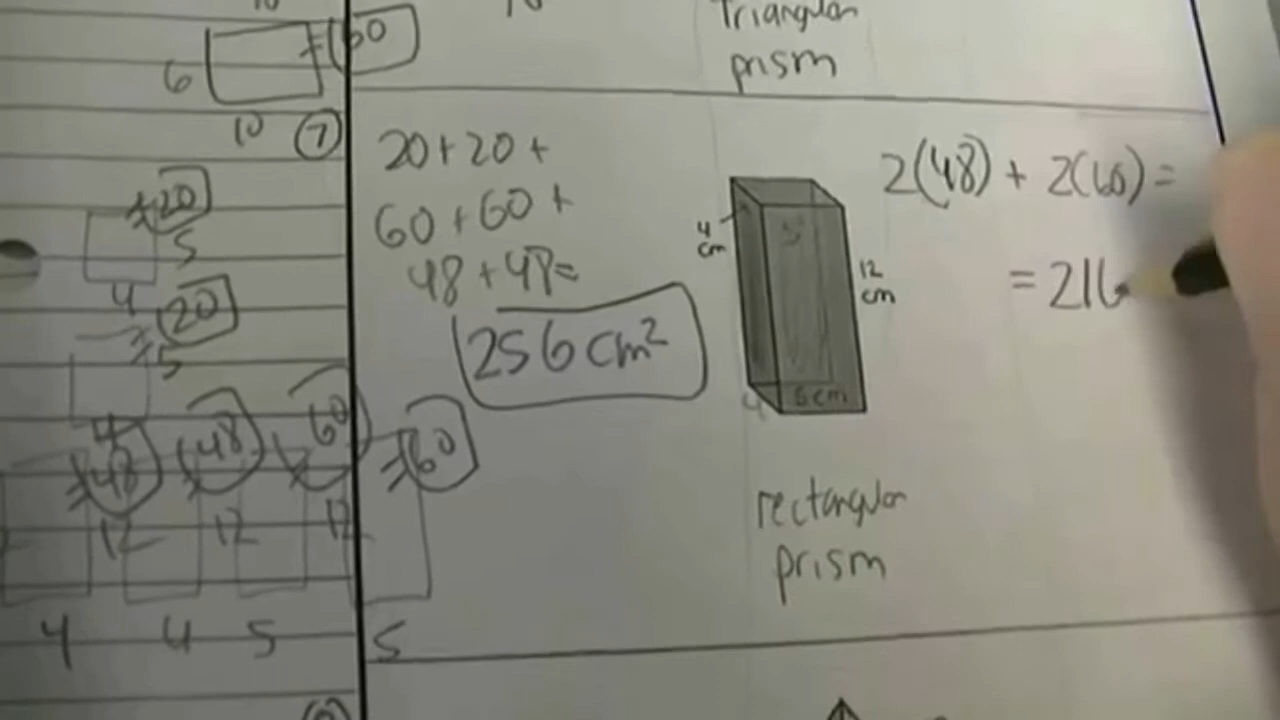 6
= 60
10
7
Triangular
prism
= 20
5
4
= 20
5
4
20 + 20 +
60 + 60 +
48 + 48 =
256 cm²
4
cm
5
12
cm
5cm
4
2(48) + 2(60) =
= 216
= 48
= 48
60
= 60
12
12
12
4
4
5
5
rectangular
prism